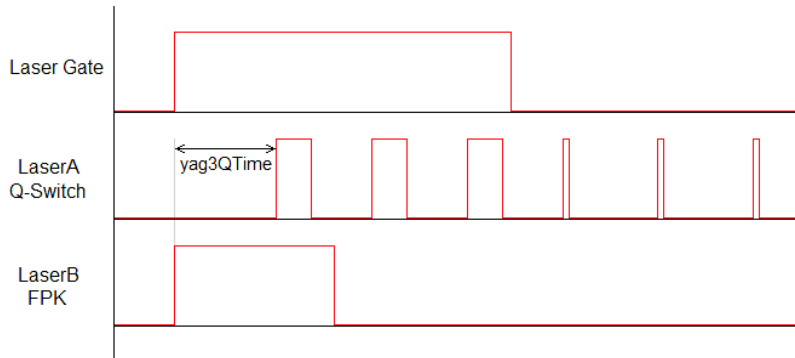 Laser Gate
yag3QTime
LaserA
Q-Switch
LaserB
FPK